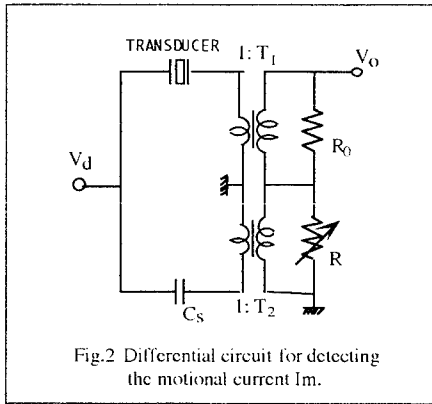 TRANSDUCER
1: T1
Vo
R0
Vd
R
Cs
1: T2
Fig.2 Differential circuit for detecting
the motional current Im.